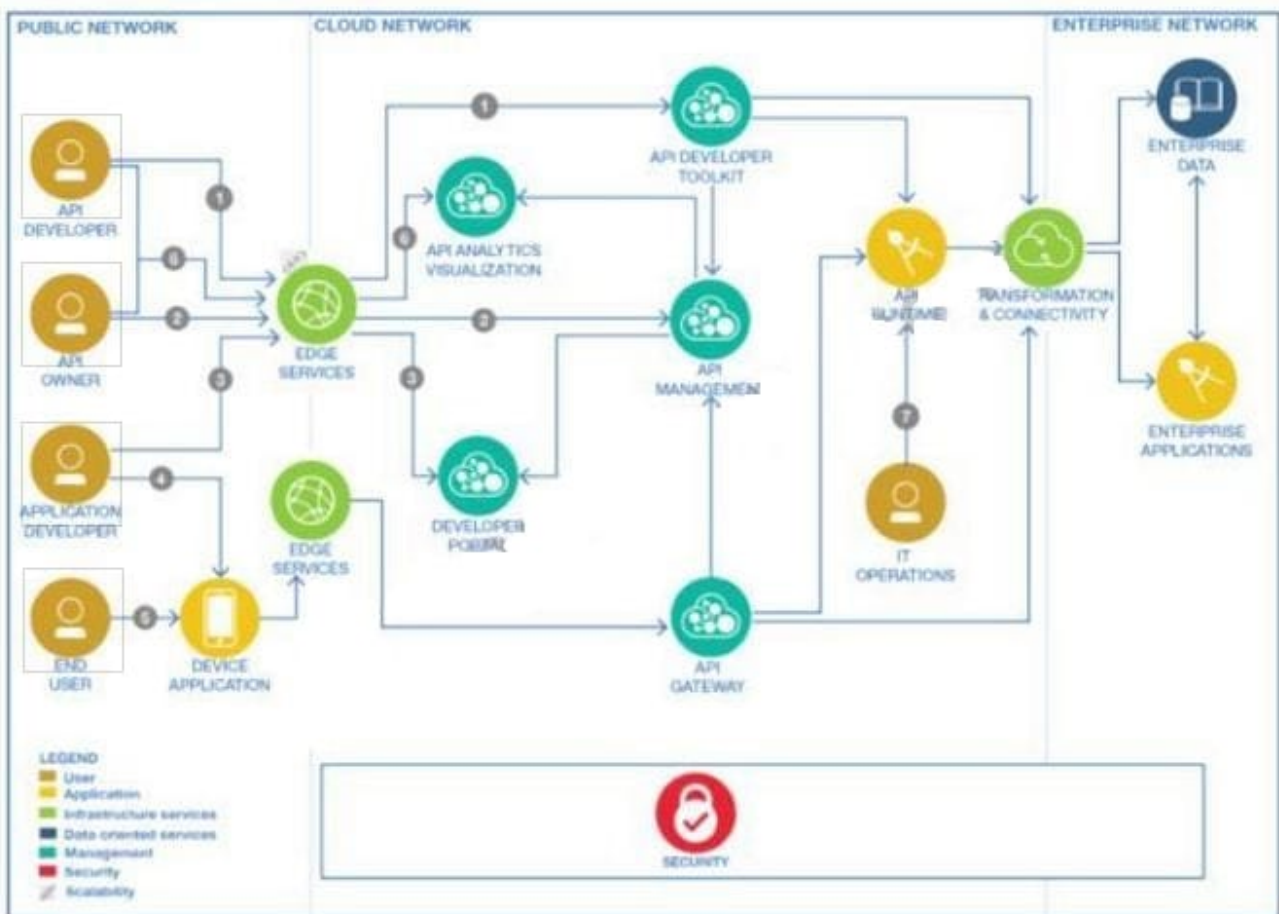 PUBLIC NETWORK
CLOUD NETWORK
ENTERPRISE NETWORK
API
DEVELOPER
1
6
API
OWNER
2
3
APPLICATION
DEVELOPER
4
END
USER
5
DEVICE
APPLICATION
EDGE
SERVICES
EDGE
SERVICES
1
6
2
3
API ANALYTICS
VISUALIZATION
DEVELOPER
API DEVELOPER
TOOLKIT
API
MANAGEMEN
API
GATEWAY
API
7
IT
OPERATIONS
TRANSFORMATION
& CONNECTIVITY
ENTERPRISE
DATA
ENTERPRISE
APPLICATIONS
LEGEND
User
Application
Infrastructure services
Data oriented services
Management
Security
Scalability
SECURITY